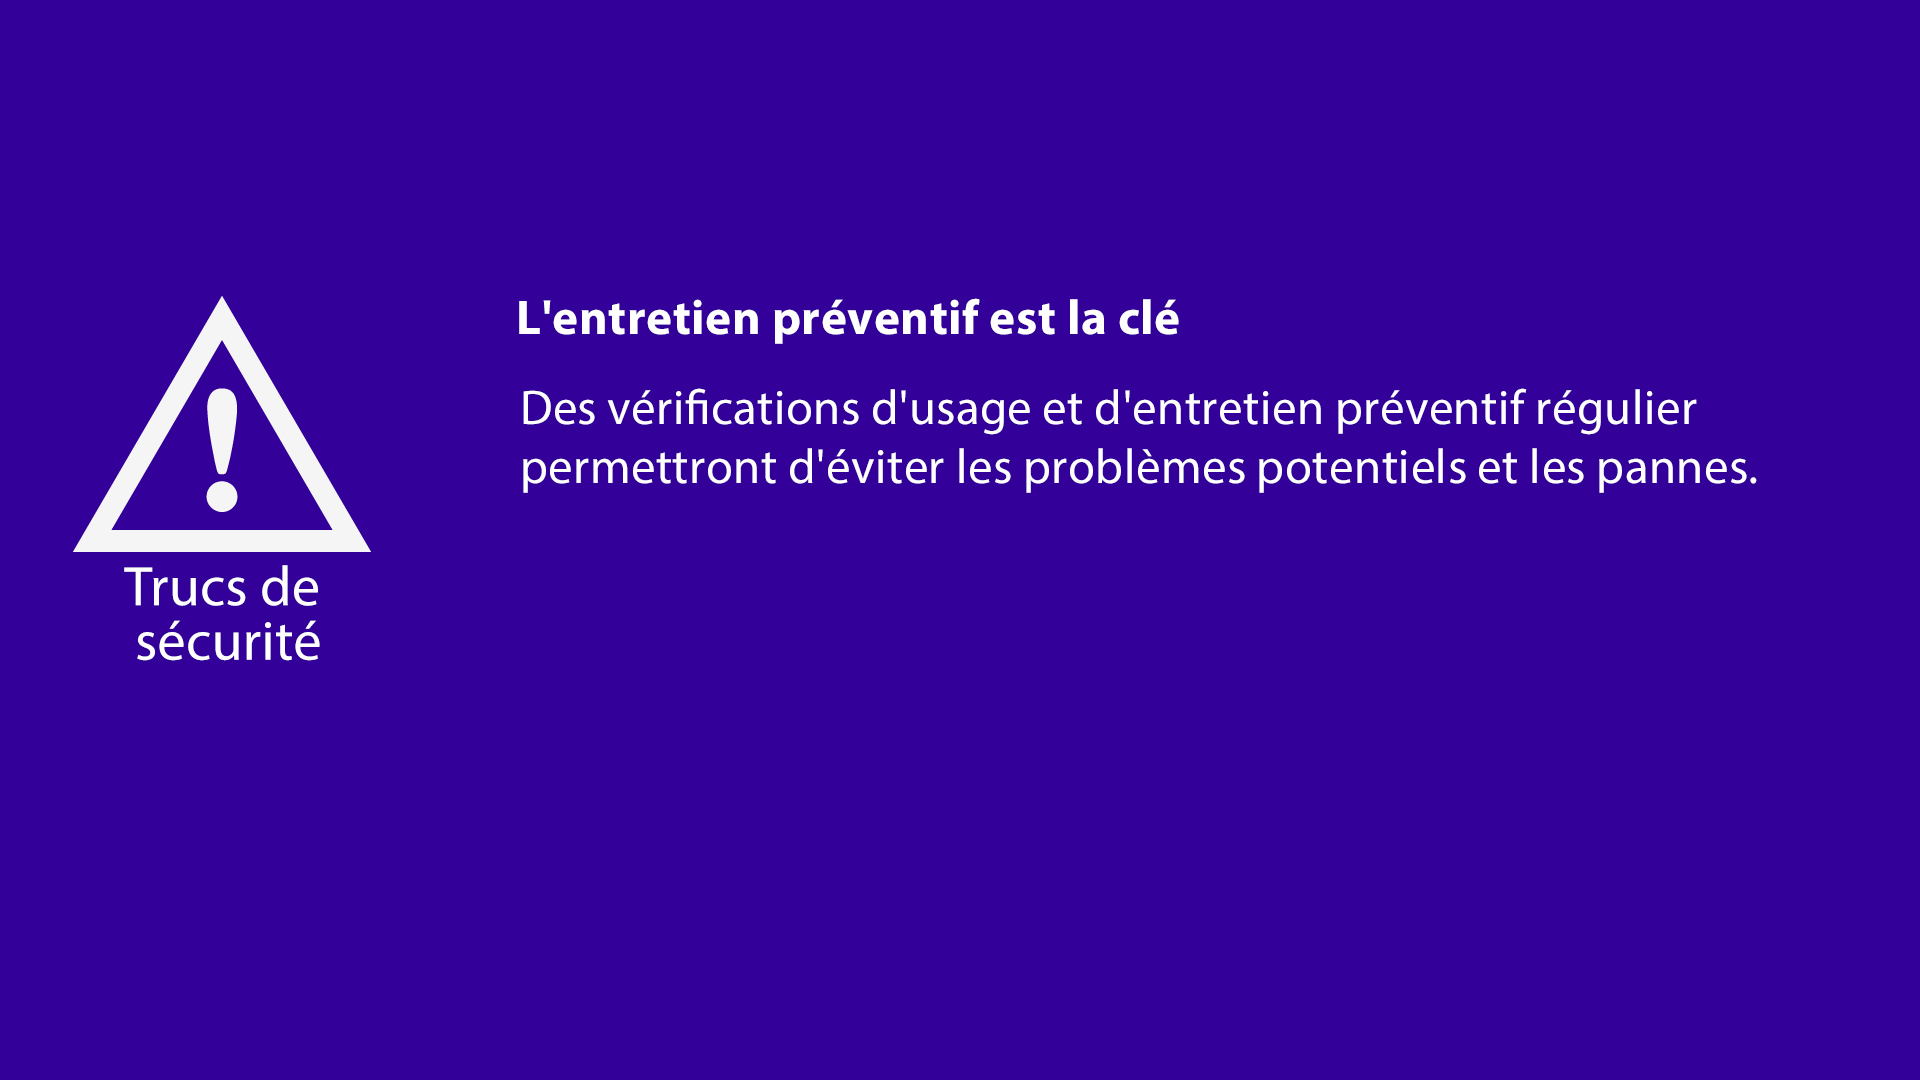 L'entretien préventif est la clé
Des vérifications d'usage et d'entretien préventif régulier
permettront d'éviter les problèmes potentiels et les pannes.
Trucs de
sécurité